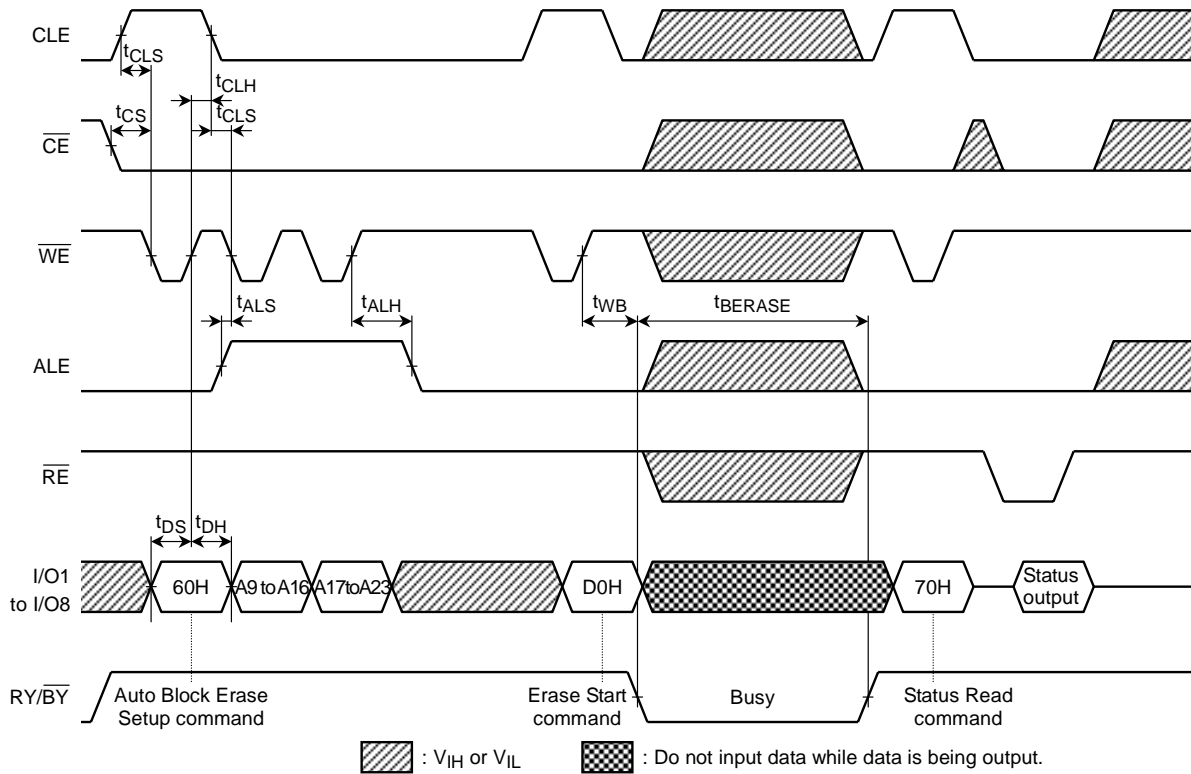 CLE
tCLS
tCLH
tCS
tCLS
CE
WE
tALS
tALH
tWB
tBERASE
ALE
RE
tDS
tDH
I/O1
to I/O8
60H
A9 to A16
A17 to A23
D0H
70H
Status
output
RY/BY
Auto Block Erase
Setup command
Erase Start
command
Busy
Status Read
command
: VIH or VIL
: Do not input data while data is being output.